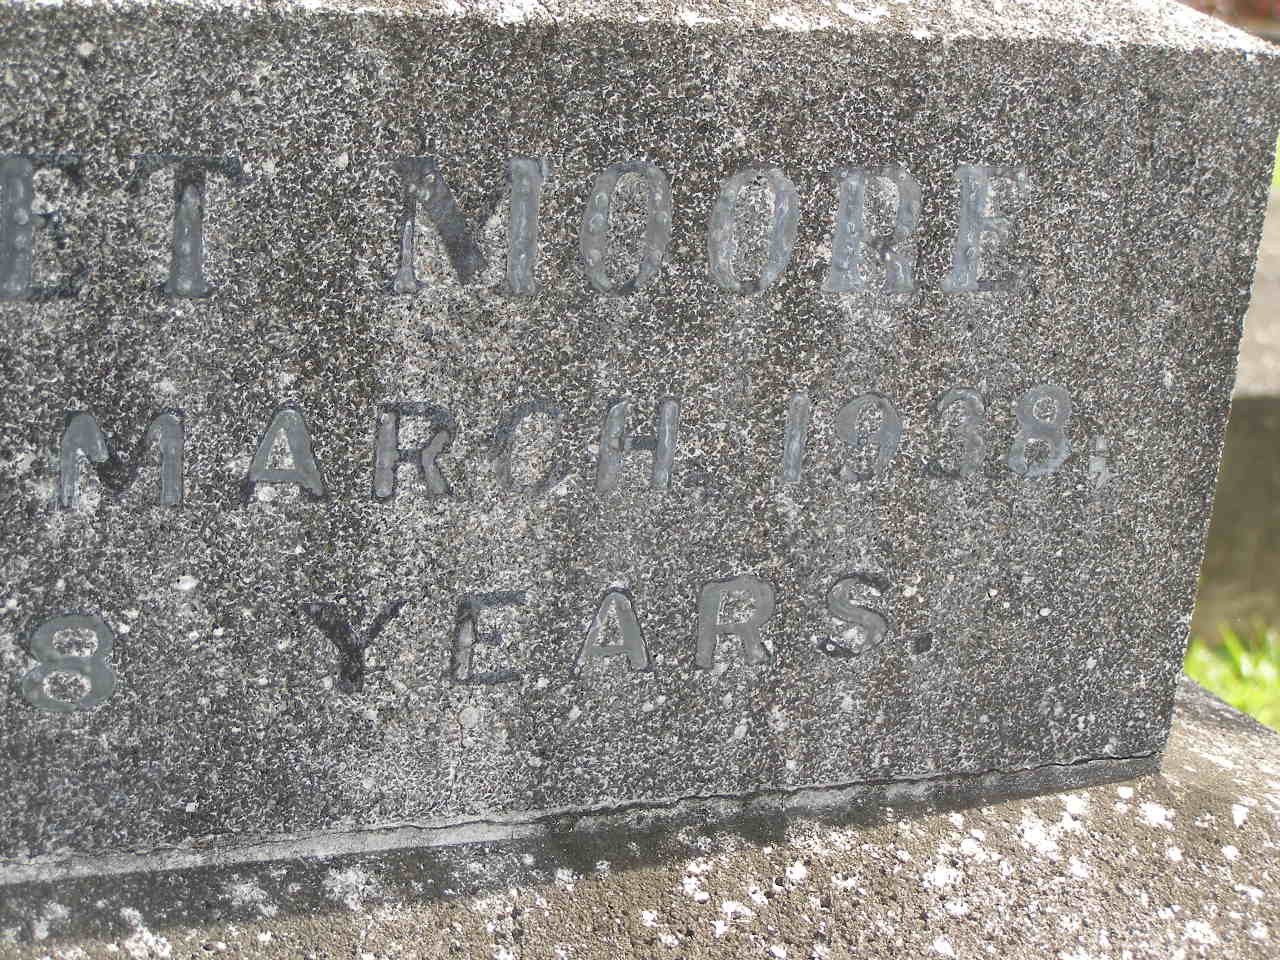 ET MOORE
MARCH. 1938,
8 YEARS.